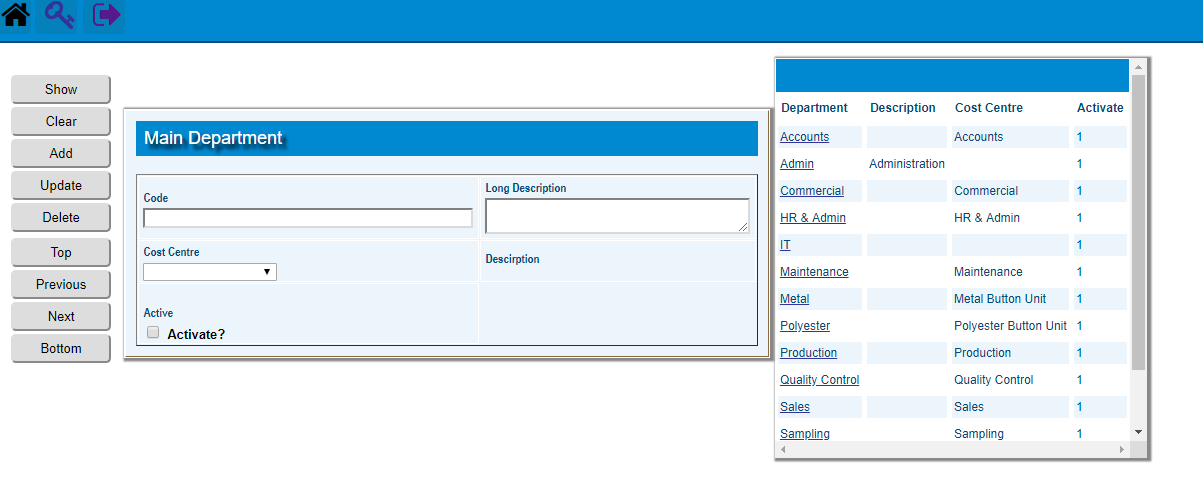 Show
Clear
Add
Update
Delete
Top
Previous
Next
Bottom
Main Department
Code
Long Description
Cost Centre
Descirption
Active
Activate?
Department Description Cost Centre Activate
Accounts Accounts 1
Admin Administration 1
Commercial Commercial 1
HR & Admin HR & Admin 1
IT 1
Maintenance Maintenance 1
Metal Metal Button Unit 1
Polyester Polyester Button Unit 1
Production Production 1
Quality Control Quality Control 1
Sales Sales 1
Sampling Sampling 1